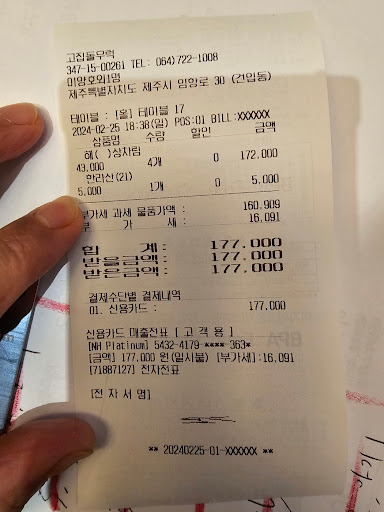 고집돌우럭
347-15-00261 TEL: 064)722-1008
미양호외1명
제주특별자치도 제주시 임항로 30 (건입동)
테이블 : [홀] 테이블 17
2024-02-25 18:38(일) POS:01 BILL:XXXXXX
상품명 수량 할인 금액
해( )상차림
43,000 4개 0 172,000
한라산(21)
5,000 1개 0 5,000
부가세 과세 물품가액 : 160,909
부 가 세 : 16,091
합 계 : 177,000
받을금액: 177,000
받은금액: 177,000
결제수단별 결제내역
01. 신용카드 : 177,000
신용카드 매출전표 [ 고 객 용 ]
[NH Platinum] 5432-4179-****-363*
[금액] 177,000 원(일시불) [부가세]:16,091
[71887127] 전자전표
[전 자 서 명]
** 20240225-01-XXXXXX **